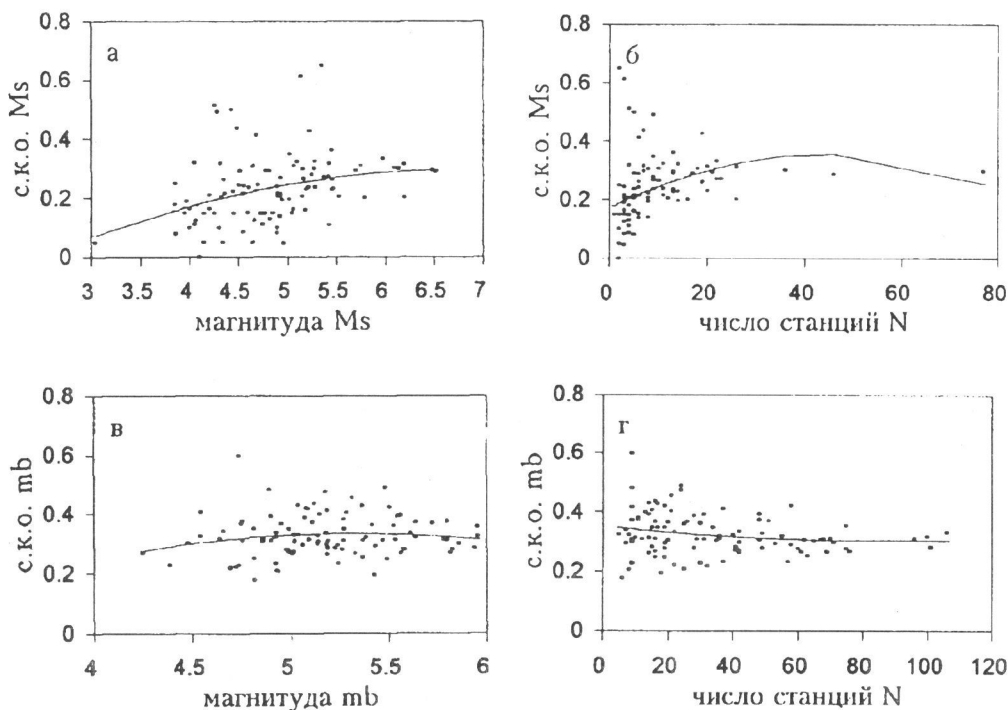 0.8
а
0.6
с.к.о. Ms
0.4
0.2
0
3 3.5 4 4.5 5 5.5 6 6.5 7
магнитуда Ms
0.8
б
0.6
с.к.о. Ms
0.4
0.2
0
0 20 40 60 80
число станций N
0.8
в
0.6
с.к.о. mb
0.4
0.2
0
4 4.5 5 5.5 6
магнитуда mb
0.8
г
0.6
с.к.о. mb
0.4
0.2
0
0 20 40 60 80 100 120
число станций N